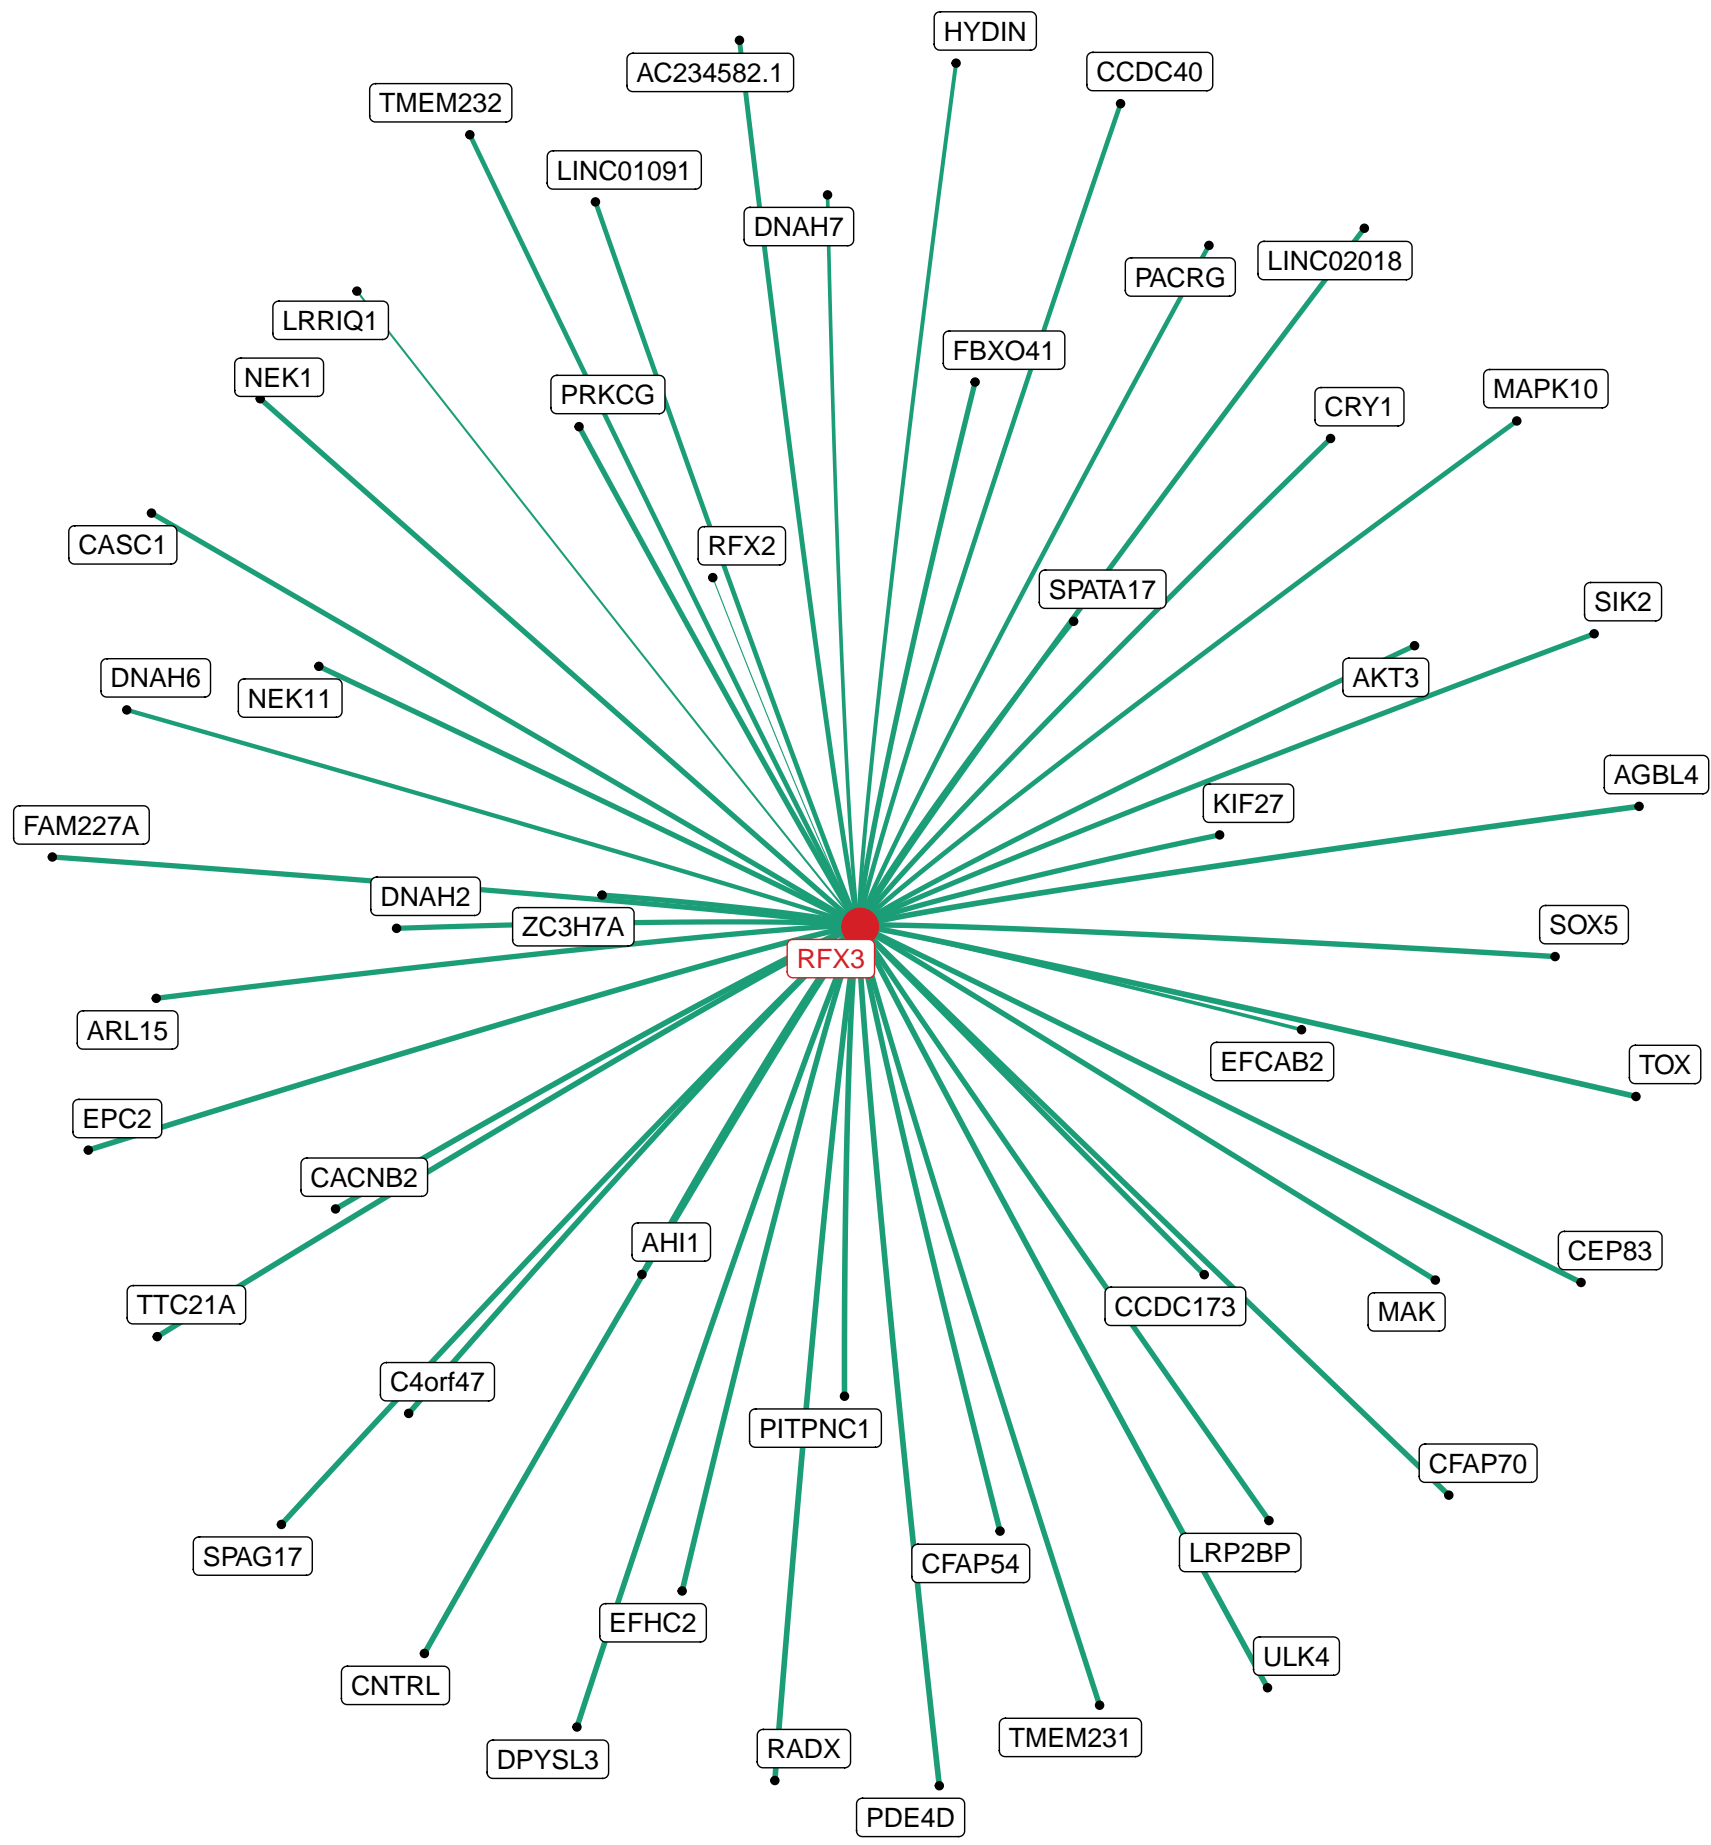 HYDIN
AC234582.1
CCDC40
TMEM232
LINC01091
DNAH7
LINC02018
PACRG
LRRIQ1
FBXO41
NEK1
MAPK10
PRKCG
CRY1
CASC1
RFX2
SPATA17
SIK2
DNAH6
AKT3
NEK11
AGBL4
KIF27
FAM227A
DNAH2
SOX5
ZC3H7A
RFX3
ARL15
EFCAB2
TOX
EPC2
CACNB2
AHI1
CEP83
TTC21A
CCDC173
MAK
C4orf47
PITPNC1
CFAP70
SPAG17
LRP2BP
CFAP54
EFHC2
ULK4
CNTRL
TMEM231
RADX
DPYSL3
PDE4D